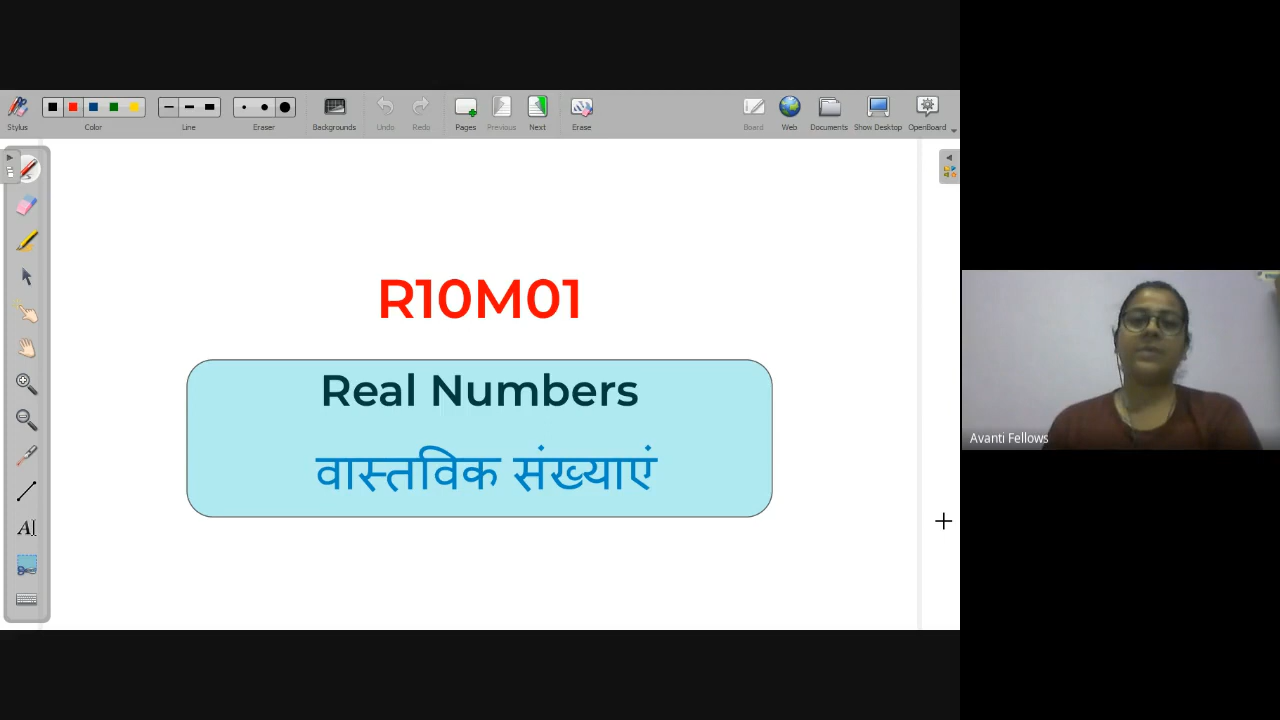 Stylus
Color
Line
Eraser
Backgrounds
Undo
Redo
Pages
Previous
Next
Erase
Board
Web
Documents
Show Desktop
OpenBoard
R10M01
Real Numbers
वास्तविक संख्याएं
Avanti Fellows